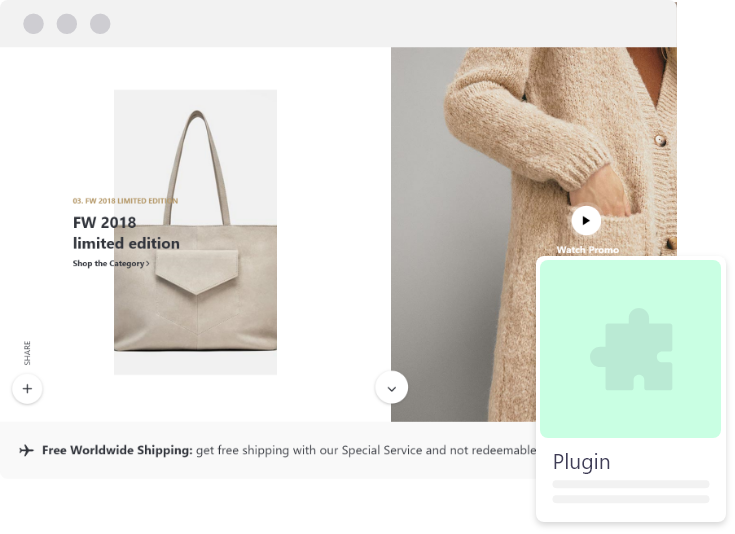 03. FW 2018 LIMITED EDITION
FW 2018
limited edition
Shop the Category
Watch Promo
SHARE
Free Worldwide Shipping: get free shipping with our Special Service and not redeemable
Plugin